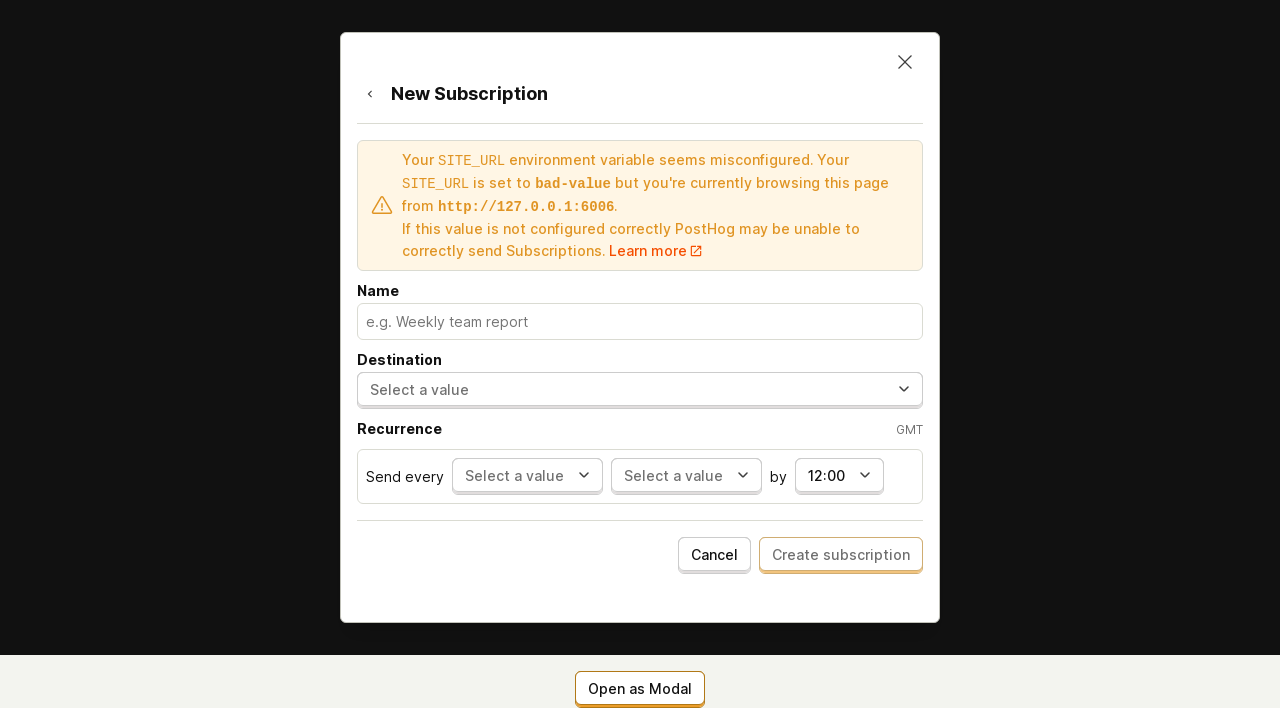 New Subscription
Your SITE_URL environment variable seems misconfigured. Your
SITE_URL is set to bad-value but you're currently browsing this page
from http://127.0.0.1:6006.
If this value is not configured correctly PostHog may be unable to
correctly send Subscriptions. Learn more
Name
e.g. Weekly team report
Destination
Select a value
Recurrence GMT
Send every Select a value Select a value by 12:00
Cancel Create subscription
Open as Modal